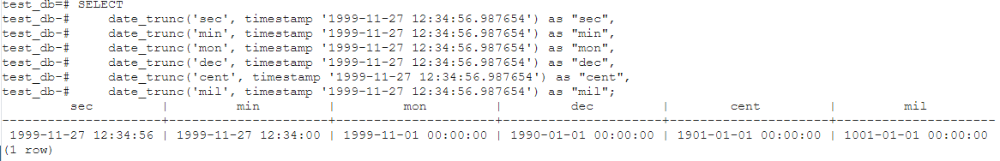 test_db=# SELECT
test_db-#     date_trunc('sec', timestamp '1999-11-27 12:34:56.987654') as "sec",
test_db-#     date_trunc('min', timestamp '1999-11-27 12:34:56.987654') as "min",
test_db-#     date_trunc('mon', timestamp '1999-11-27 12:34:56.987654') as "mon",
test_db-#     date_trunc('dec', timestamp '1999-11-27 12:34:56.987654') as "dec",
test_db-#     date_trunc('cent', timestamp '1999-11-27 12:34:56.987654') as "cent",
test_db-#     date_trunc('mil', timestamp '1999-11-27 12:34:56.987654') as "mil";
         sec         |         min         |         mon         |         dec         |        cent         |         mil
---------------------+---------------------+---------------------+---------------------+---------------------+---------------------
 1999-11-27 12:34:56 | 1999-11-27 12:34:00 | 1999-11-01 00:00:00 | 1990-01-01 00:00:00 | 1901-01-01 00:00:00 | 1001-01-01 00:00:00
(1 row)